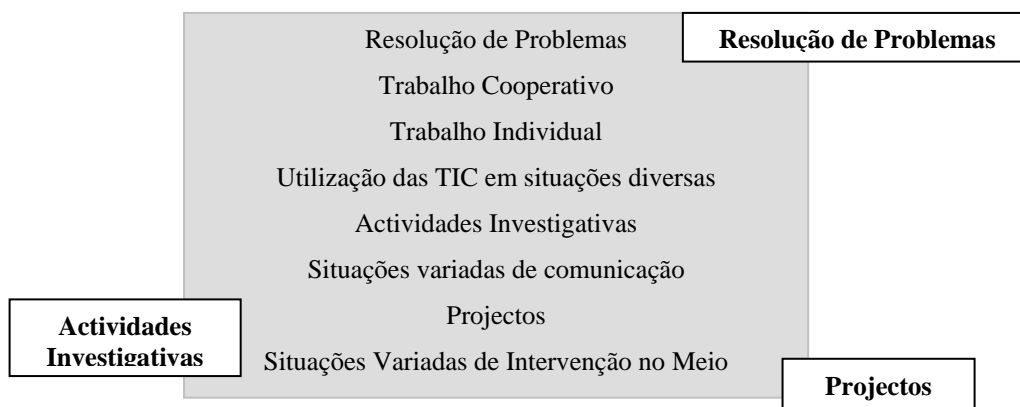 Resolução de Problemas
Resolução de Problemas
Trabalho Cooperativo
Trabalho Individual
Utilização das TIC em situações diversas
Actividades Investigativas
Situações variadas de comunicação
Projectos
Actividades
Investigativas
Situações Variadas de Intervenção no Meio
Projectos